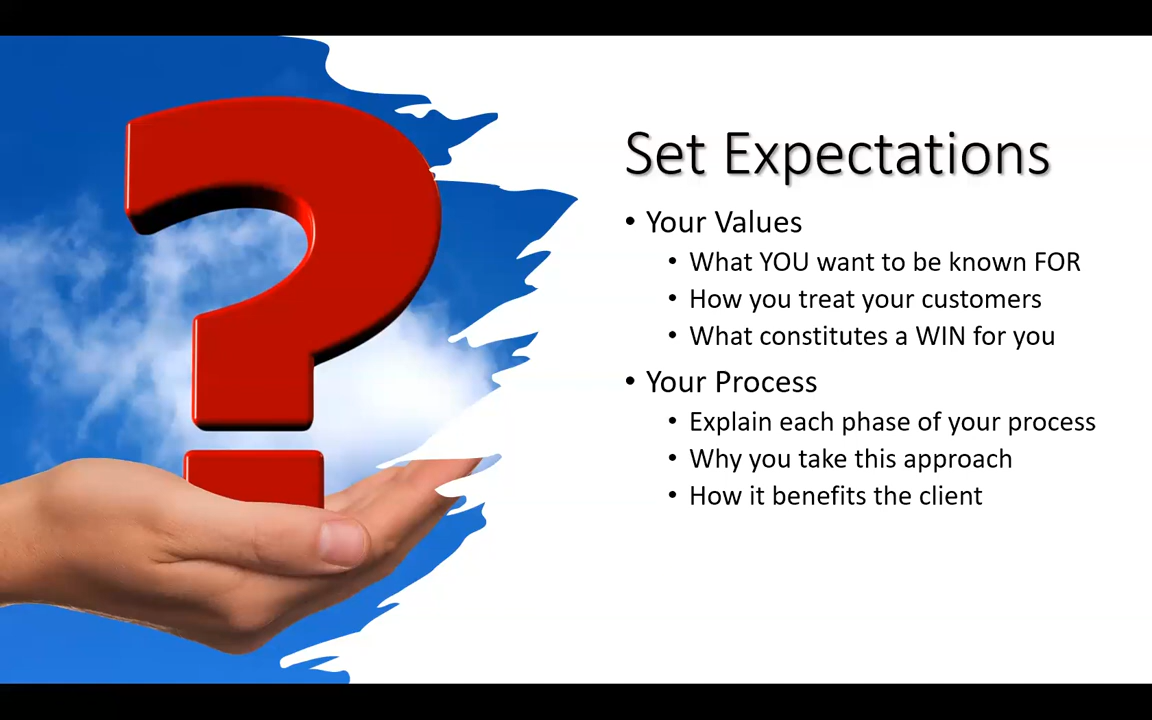 Set Expectations
• Your Values
• What YOU want to be known FOR
• How you treat your customers
• What constitutes a WIN for you
• Your Process
• Explain each phase of your process
• Why you take this approach
• How it benefits the client